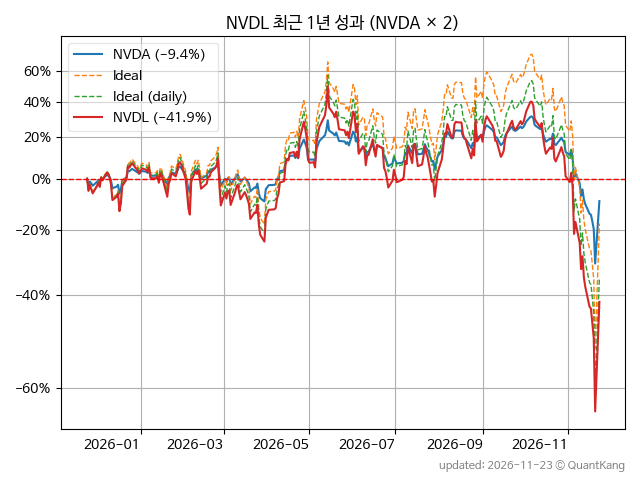 NVDL 최근 1년 성과 (NVDA × 2)
NVDA (−9.4%)
Ideal
Ideal (daily)
NVDL (−41.9%)
60%
40%
20%
0%
−20%
−40%
−60%
2026-01
2026-03
2026-05
2026-07
2026-09
2026-11
updated: 2026-11-23 © QuantKang